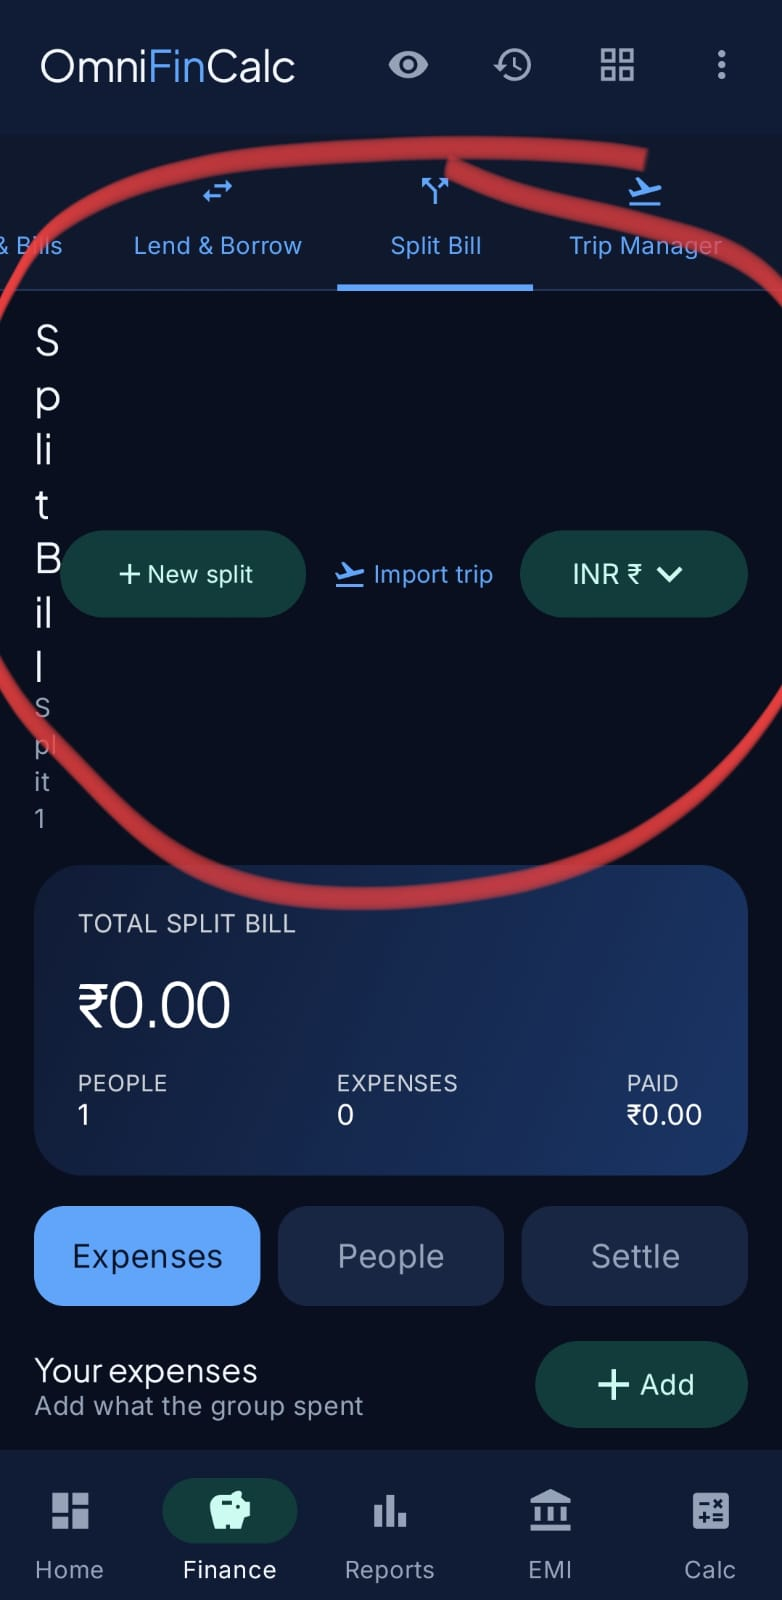 OmniFinCalc
& Bills
Lend & Borrow
Split Bill
Trip Manager
S
p
li
t
B
il
l
S
pl
it
1
+ New split
Import trip
INR ₹
TOTAL SPLIT BILL
₹0.00
PEOPLE EXPENSES PAID
1 0 ₹0.00
Expenses People Settle
Your expenses
Add what the group spent
+ Add
Home Finance Reports EMI Calc